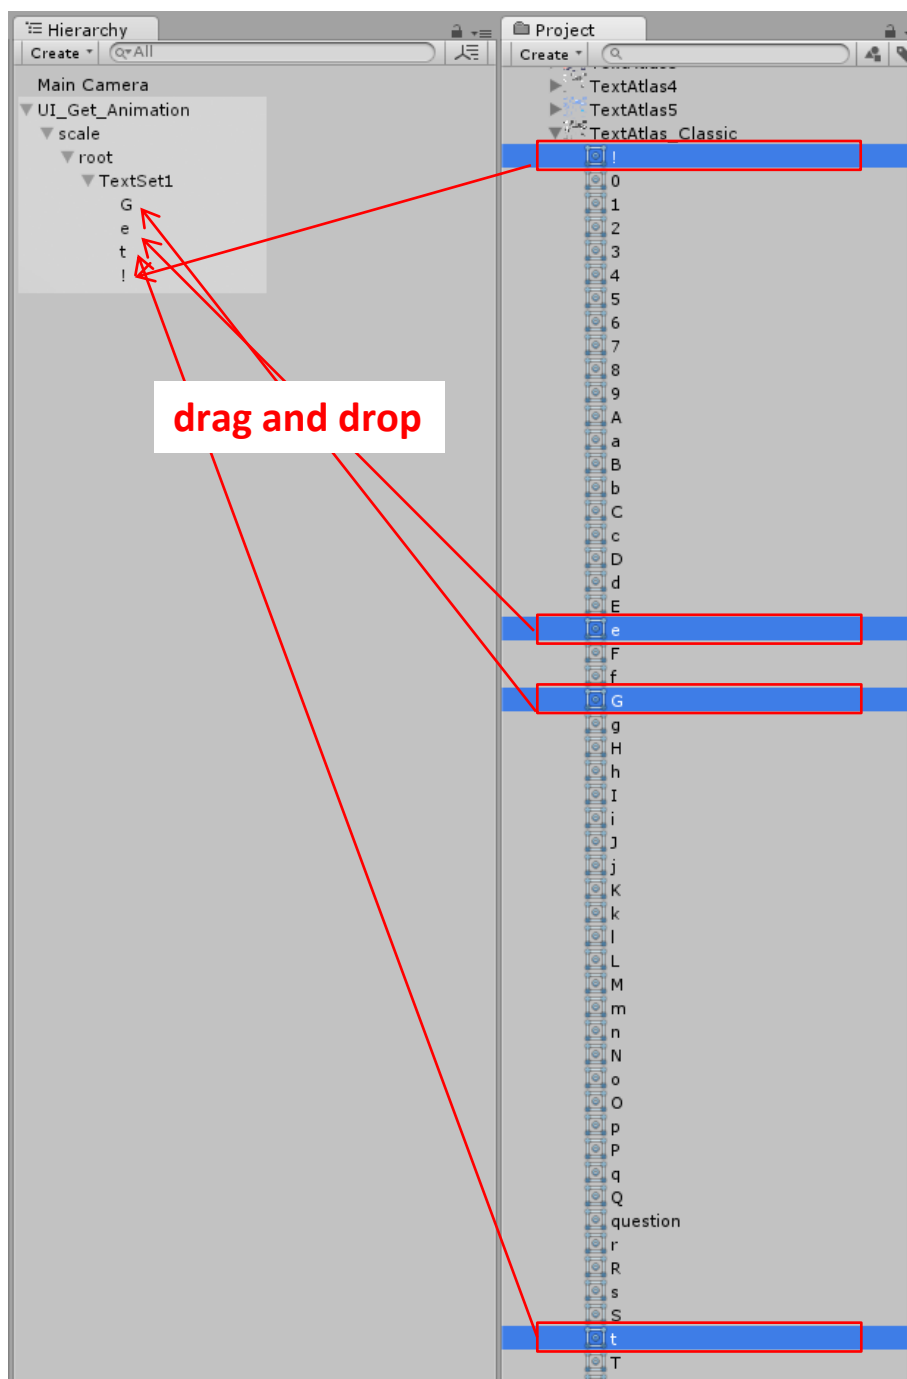 Hierarchy
Create
All
Main Camera
UI_Get_Animation
scale
root
TextSet1
G
e
t
!
drag and drop
Project
Create
TextAtlas4
TextAtlas5
TextAtlas_Classic
!
0
1
2
3
4
5
6
7
8
9
A
a
B
b
C
c
D
d
E
e
F
f
G
g
H
h
I
i
J
j
K
k
l
L
M
m
n
N
o
O
p
P
q
Q
question
r
R
s
S
t
T